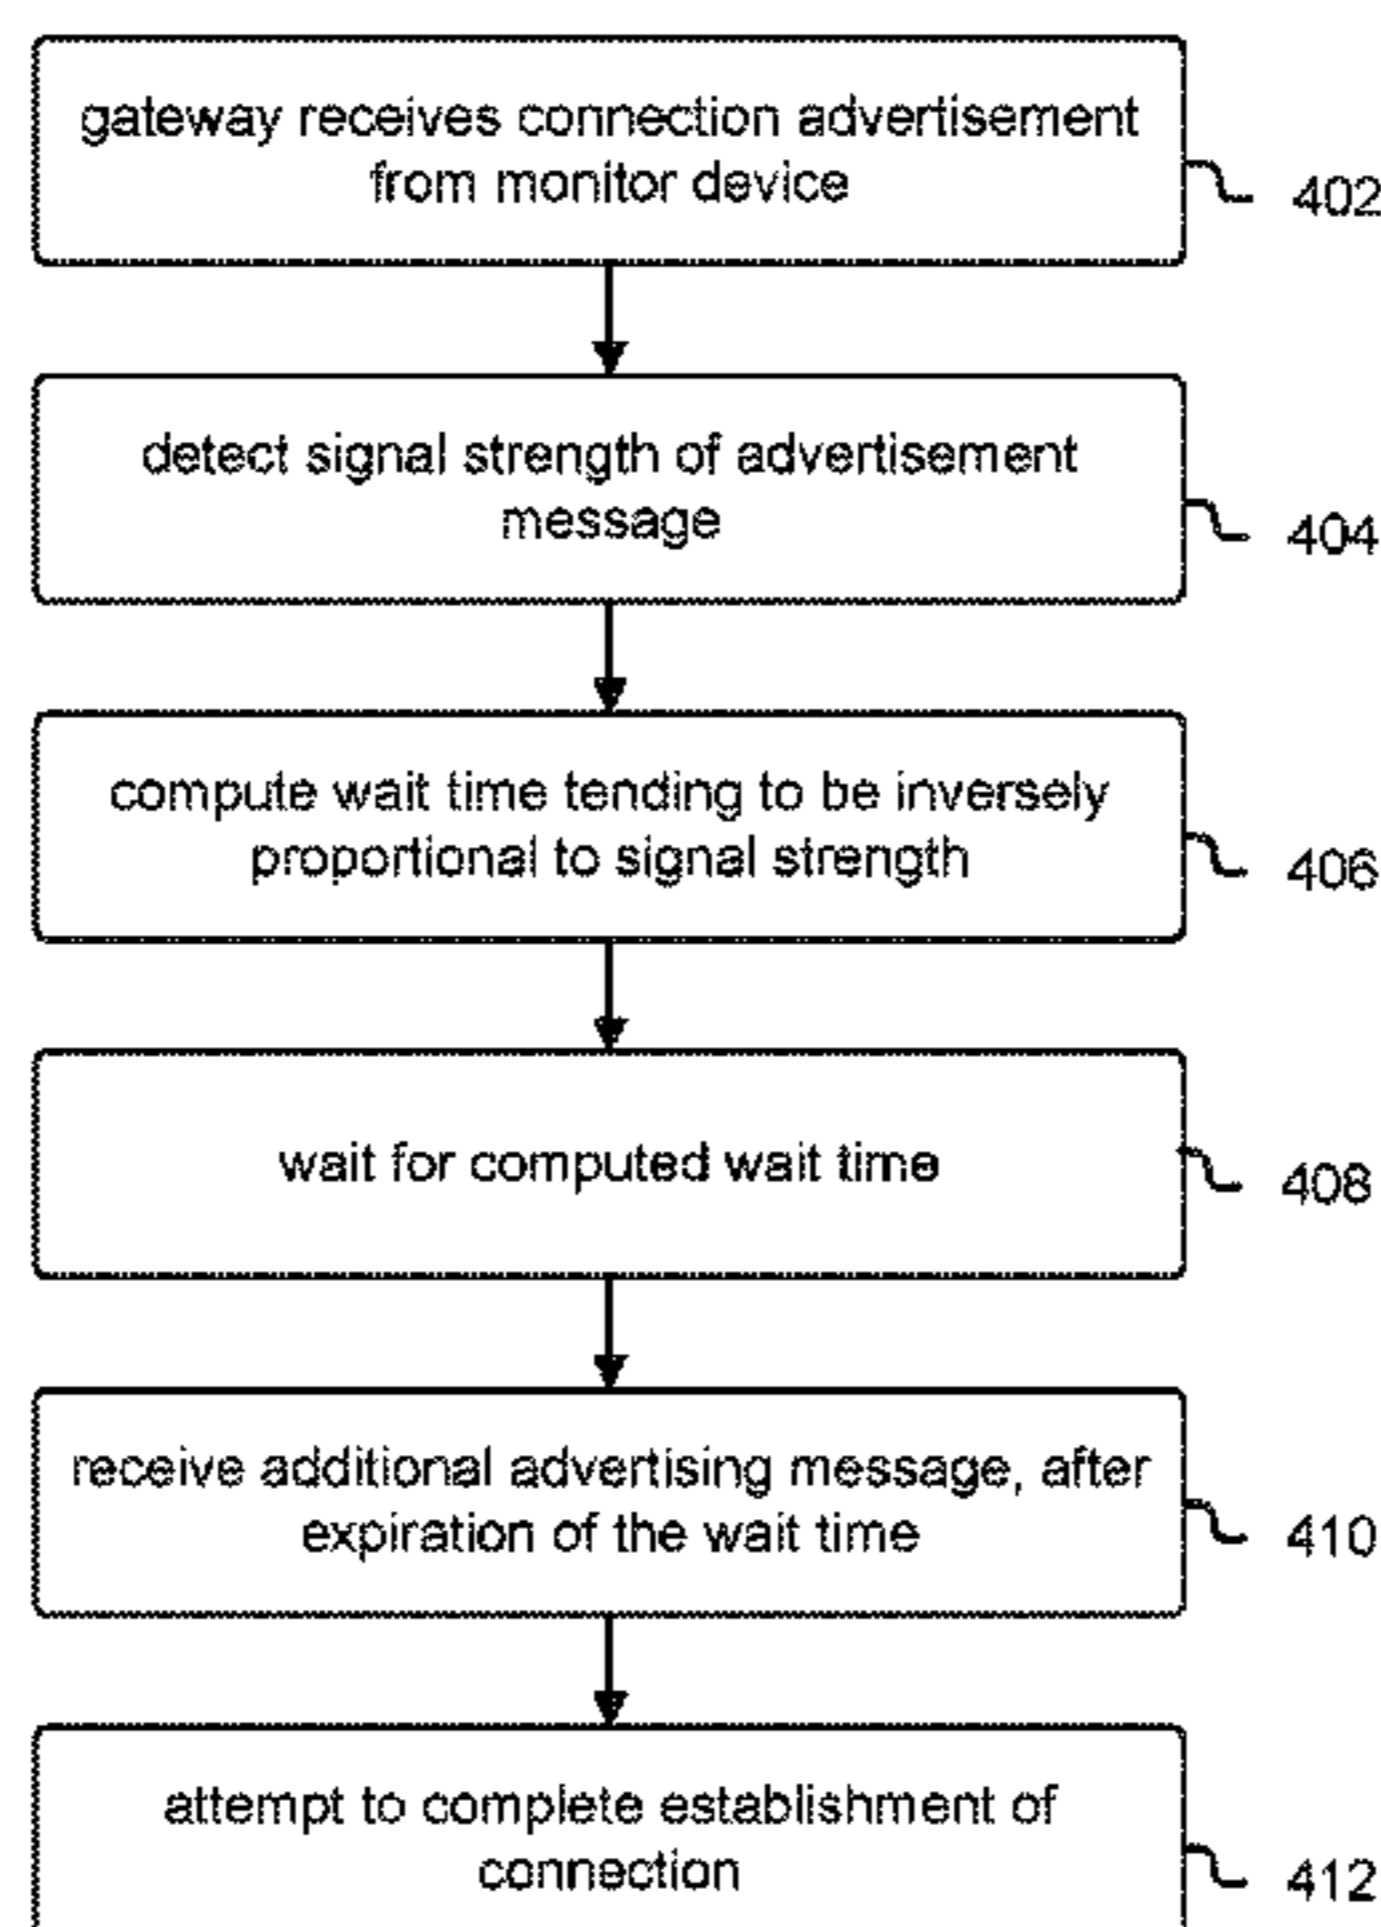 gateway receives connection advertisement
from monitor device
402
detect signal strength of advertisement
message
404
compute wait time tending to be inversely
proportional to signal strength
406
wait for computed wait time
408
receive additional advertising message, after
expiration of the wait time
410
attempt to complete establishment of
connection
412